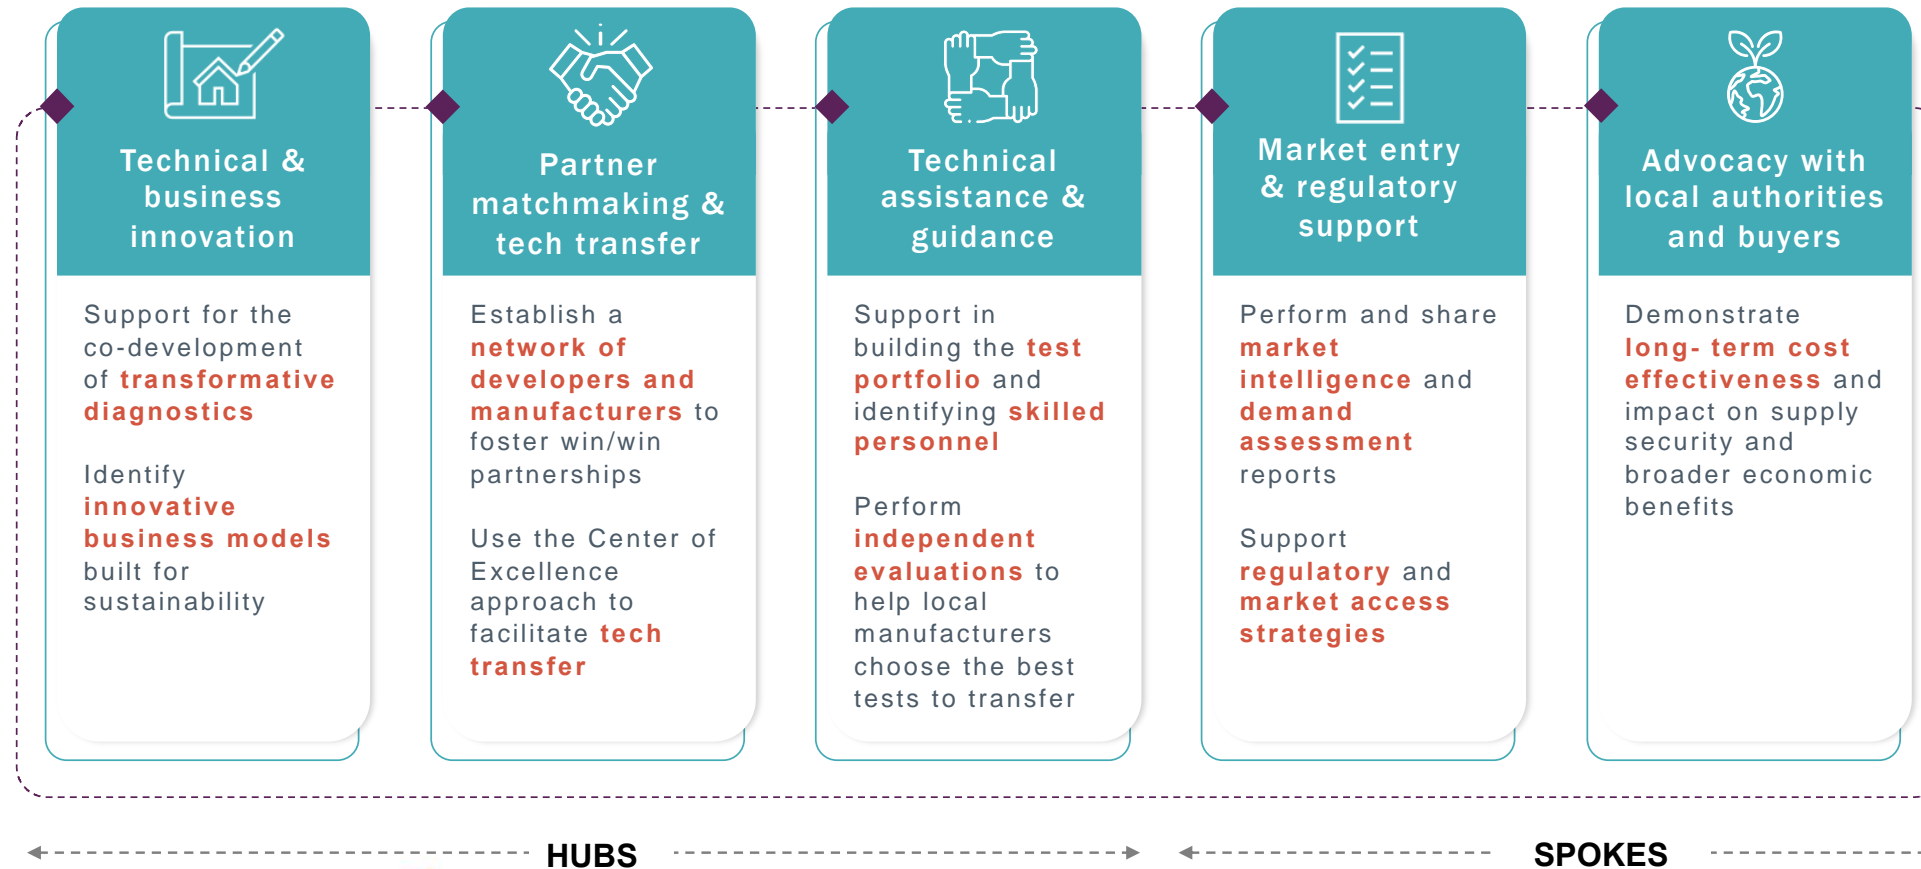 Technical &
business
innovation
Support for the
co-development
of transformative
diagnostics
Identify
innovative
business models
built for
sustainability
Partner
matchmaking &
tech transfer
Establish a
network of
developers and
manufacturers to
foster win/win
partnerships
Use the Center of
Excellence
approach to
facilitate tech
transfer
Technical
assistance &
guidance
Support in
building the test
portfolio and
identifying skilled
personnel
Perform
independent
evaluations to
help local
manufacturers
choose the best
tests to transfer
Market entry
& regulatory
support
Perform and share
market
intelligence and
demand
assessment
reports
Support
regulatory and
market access
strategies
Advocacy with
local authorities
and buyers
Demonstrate
long- term cost
effectiveness and
impact on supply
security and
broader economic
benefits
HUBS
SPOKES